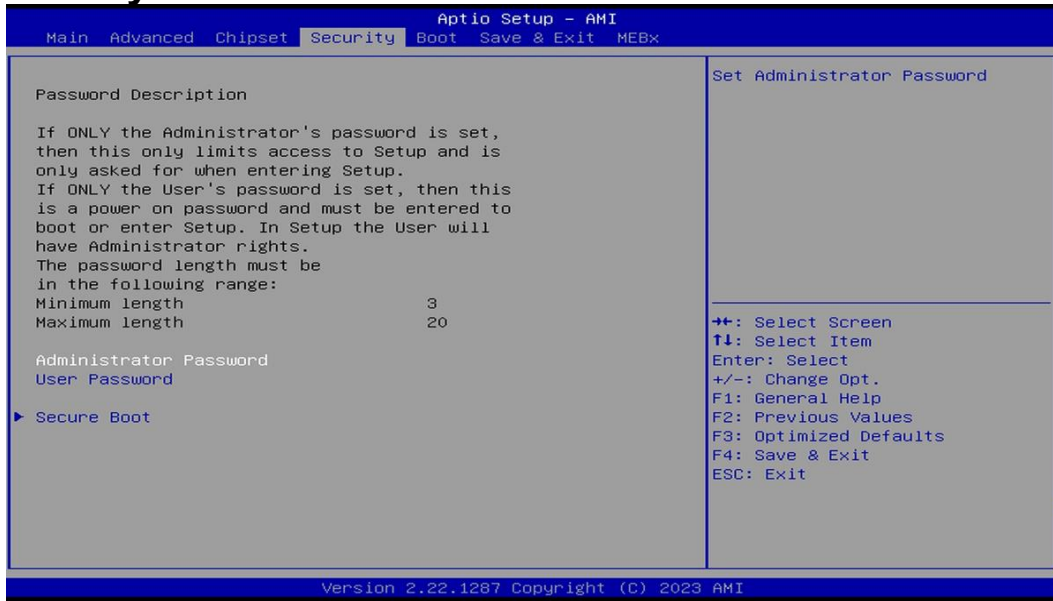 Aptio Setup - AMI
Main Advanced Chipset Security Boot Save & Exit MEBx
Password Description
If ONLY the Administrator's password is set,
then this only limits access to Setup and is
only asked for when entering Setup.
If ONLY the User's password is set, then this
is a power on password and must be entered to
boot or enter Setup. In Setup the User will
have Administrator rights.
The password length must be
in the following range:
Minimum length 3
Maximum length 20
Administrator Password
User Password
► Secure Boot
Set Administrator Password
→←: Select Screen
↑↓: Select Item
Enter: Select
+/-: Change Opt.
F1: General Help
F2: Previous Values
F3: Optimized Defaults
F4: Save & Exit
ESC: Exit
Version 2.22.1287 Copyright (C) 2023 AMI